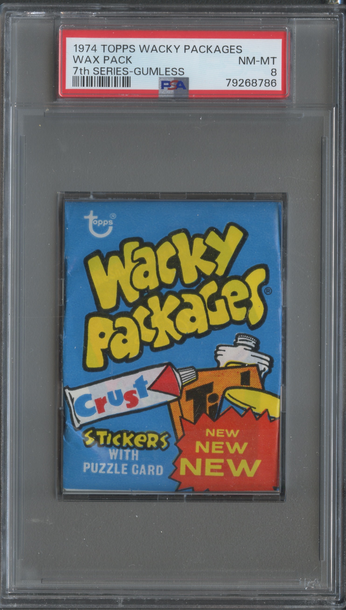 1974 TOPPS WACKY PACKAGES
WAX PACK NM-MT
7th SERIES-GUMLESS 8
PSA 79268786
topps
Wacky
Packages®
Crust
STICKERS
WITH
PUZZLE CARD
NEW
NEW
NEW